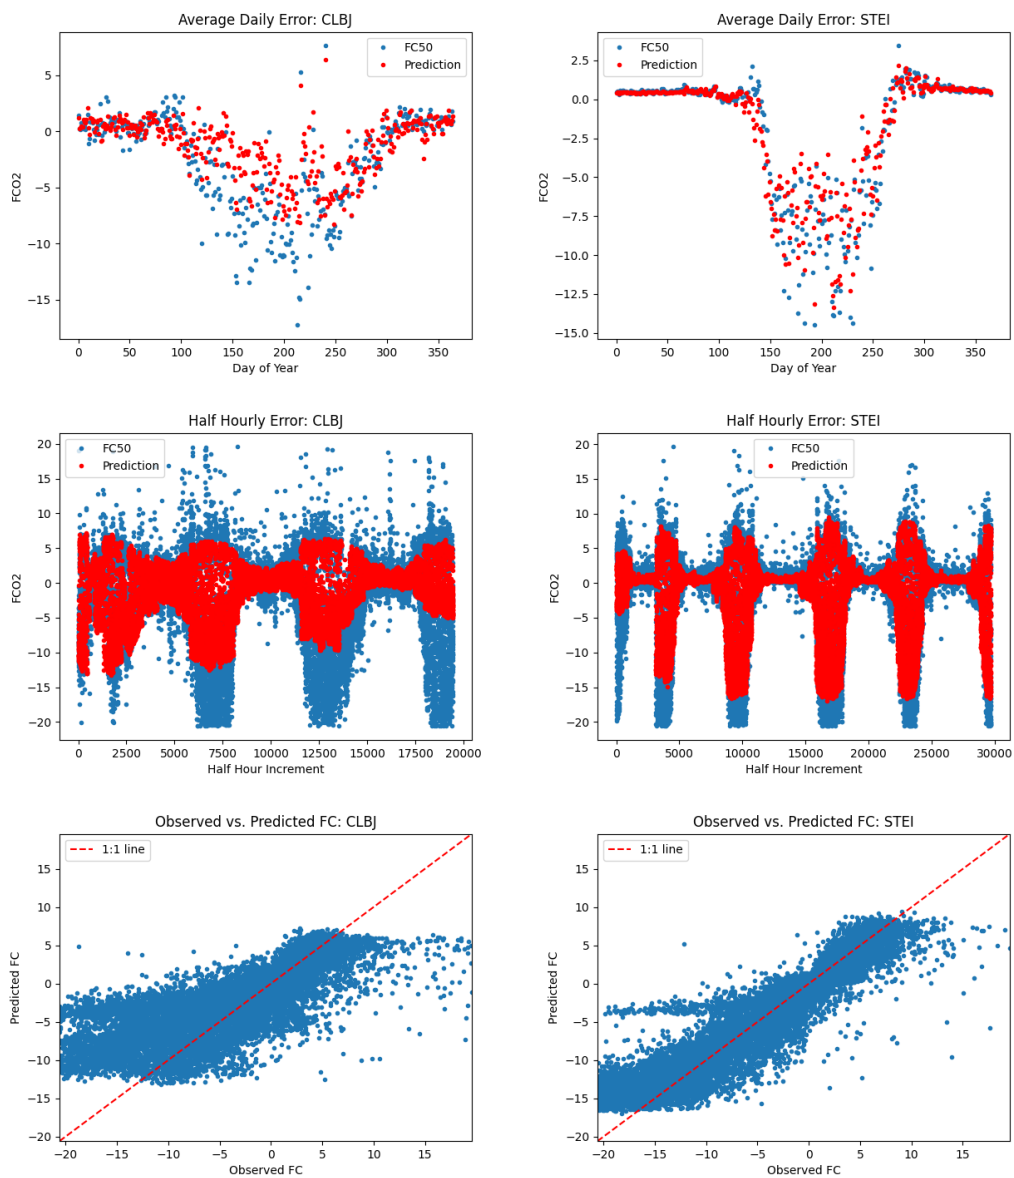 Average Daily Error: CLBJ
FC50
Prediction
5
0
−5
−10
−15
FCO2
0 50 100 150 200 250 300 350
Day of Year
Average Daily Error: STEI
FC50
Prediction
2.5
0.0
−2.5
−5.0
−7.5
−10.0
−12.5
−15.0
FCO2
0 50 100 150 200 250 300 350
Day of Year
Half Hourly Error: CLBJ
FC50
Prediction
20
15
10
5
0
−5
−10
−15
−20
FCO2
0 2500 5000 7500 10000 12500 15000 17500 20000
Half Hour Increment
Half Hourly Error: STEI
FC50
Prediction
20
15
10
5
0
−5
−10
−15
−20
FCO2
0 5000 10000 15000 20000 25000 30000
Half Hour Increment
Observed vs. Predicted FC: CLBJ
1:1 line
15
10
5
0
−5
−10
−15
−20
Predicted FC
−20 −15 −10 −5 0 5 10 15
Observed FC
Observed vs. Predicted FC: STEI
1:1 line
15
10
5
0
−5
−10
−15
−20
Predicted FC
−20 −15 −10 −5 0 5 10 15
Observed FC